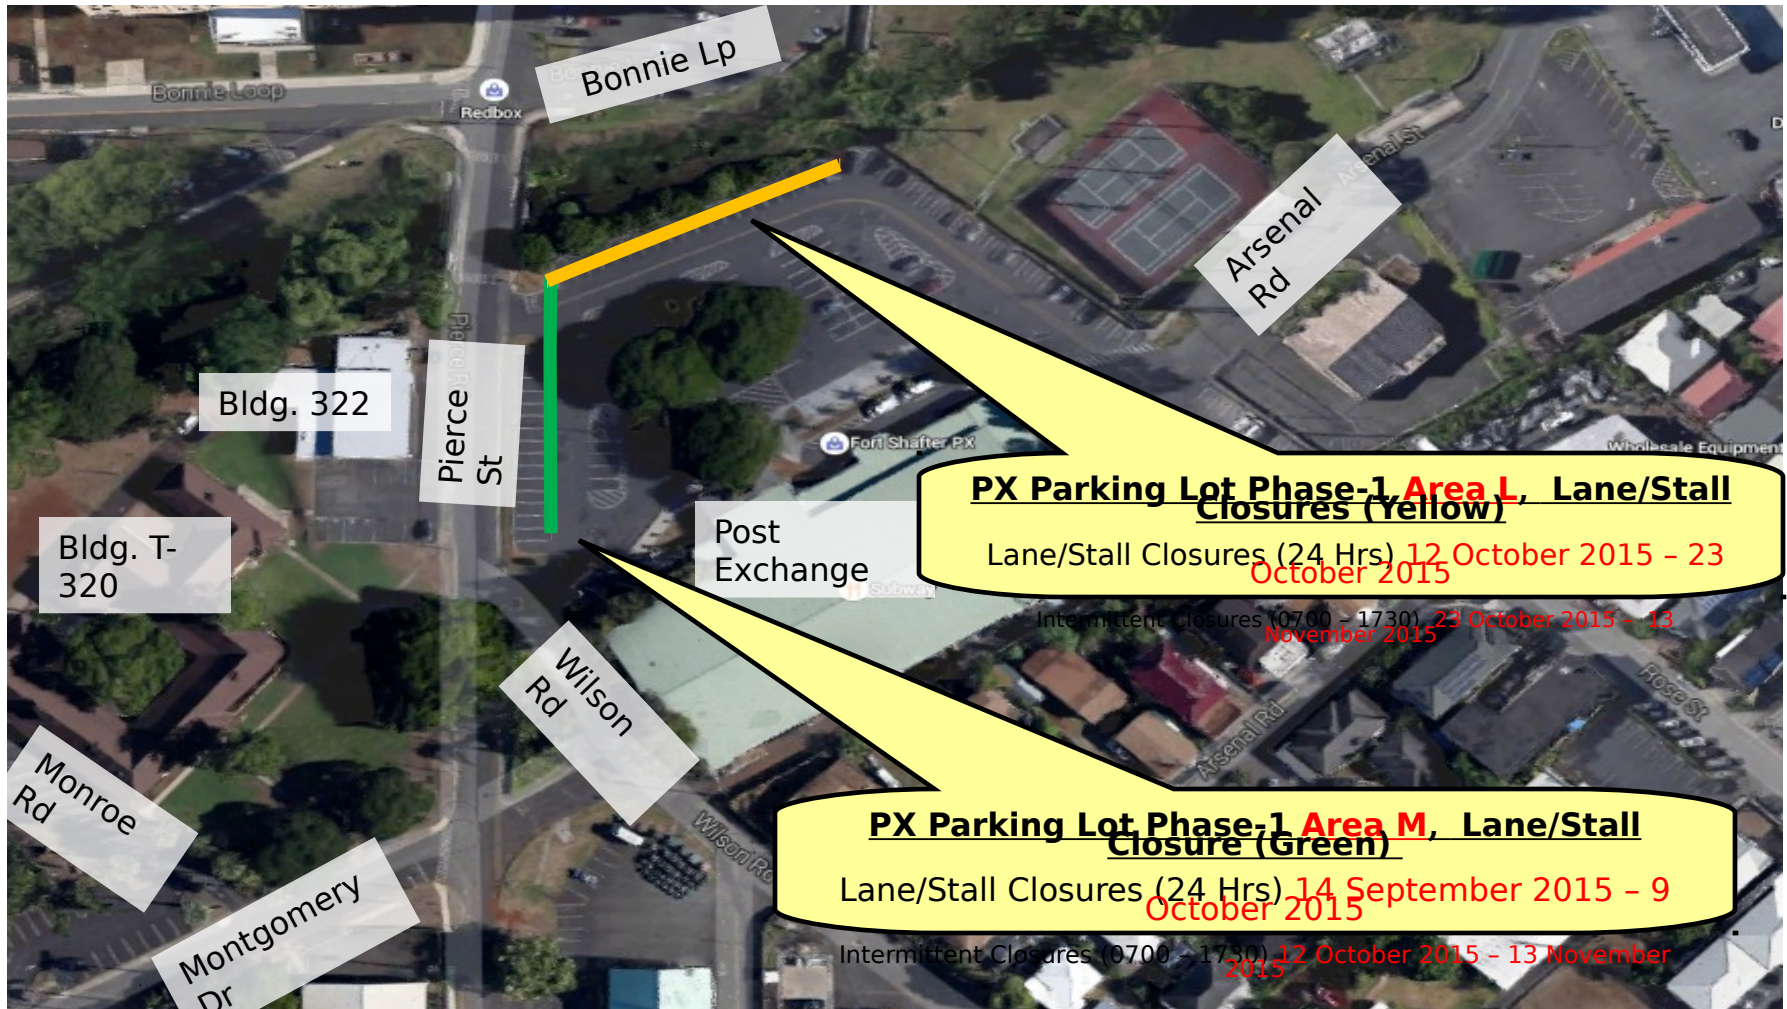 Bonnie Lp
Bonnie Loop
Redbox
Arsenal St
Arsenal
Rd
Bldg. 322
Pierce
St
Fort Shafter PX
Wholesale Equipment
PX Parking Lot Phase-1 Area L, Lane/Stall
Closures (Yellow)
Lane/Stall Closures (24 Hrs) 12 October 2015 – 23
October 2015
Intermittent Closures (0700 – 1730) 23 October 2015 – 13
November 2015
Post
Exchange
Subway
Bldg. T-
320
Wilson
Rd
Rose St
Arsenal Rd
Monroe
Rd
Wilson Rd
PX Parking Lot Phase-1 Area M, Lane/Stall
Closure (Green)
Lane/Stall Closures (24 Hrs) 14 September 2015 – 9
October 2015
Intermittent Closures (0700 – 1730) 12 October 2015 – 13 November
2015
Montgomery
Dr